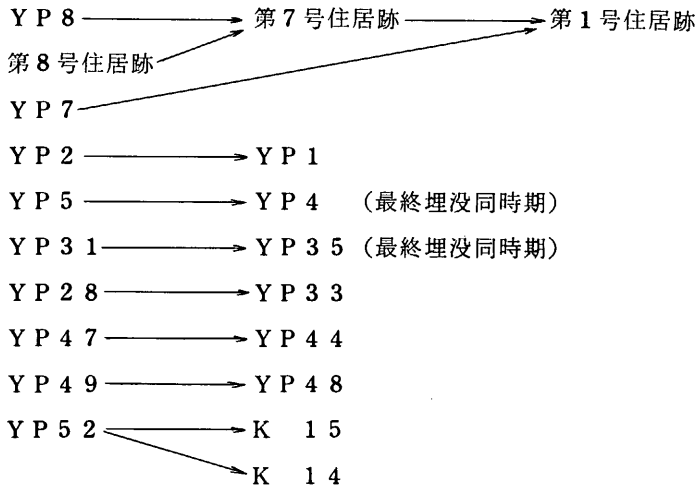 YP8 → 第7号住居跡 → 第1号住居跡
第8号住居跡
YP7
YP2 → YP1
YP5 → YP4 (最終埋没同時期)
YP31 → YP35 (最終埋没同時期)
YP28 → YP33
YP47 → YP44
YP49 → YP48
YP52 → K 15
K 14